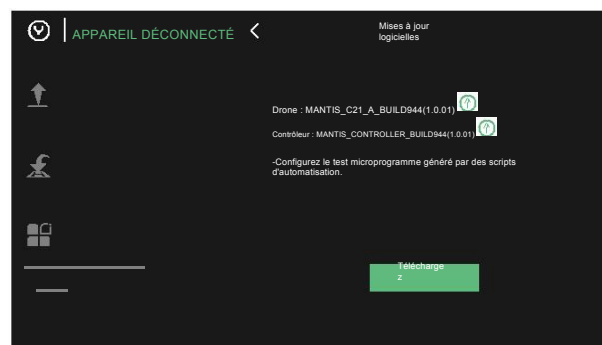 APPAREIL DÉCONNECTÉ
Mises à jour
logicielles
Drone : MANTIS_C21_A_BUILD944(1.0.01)
Contrôleur : MANTIS_CONTROLLER_BUILD944(1.0.01)
-Configurez le test microprogramme généré par des scripts
d'automatisation.
Télécharge
z